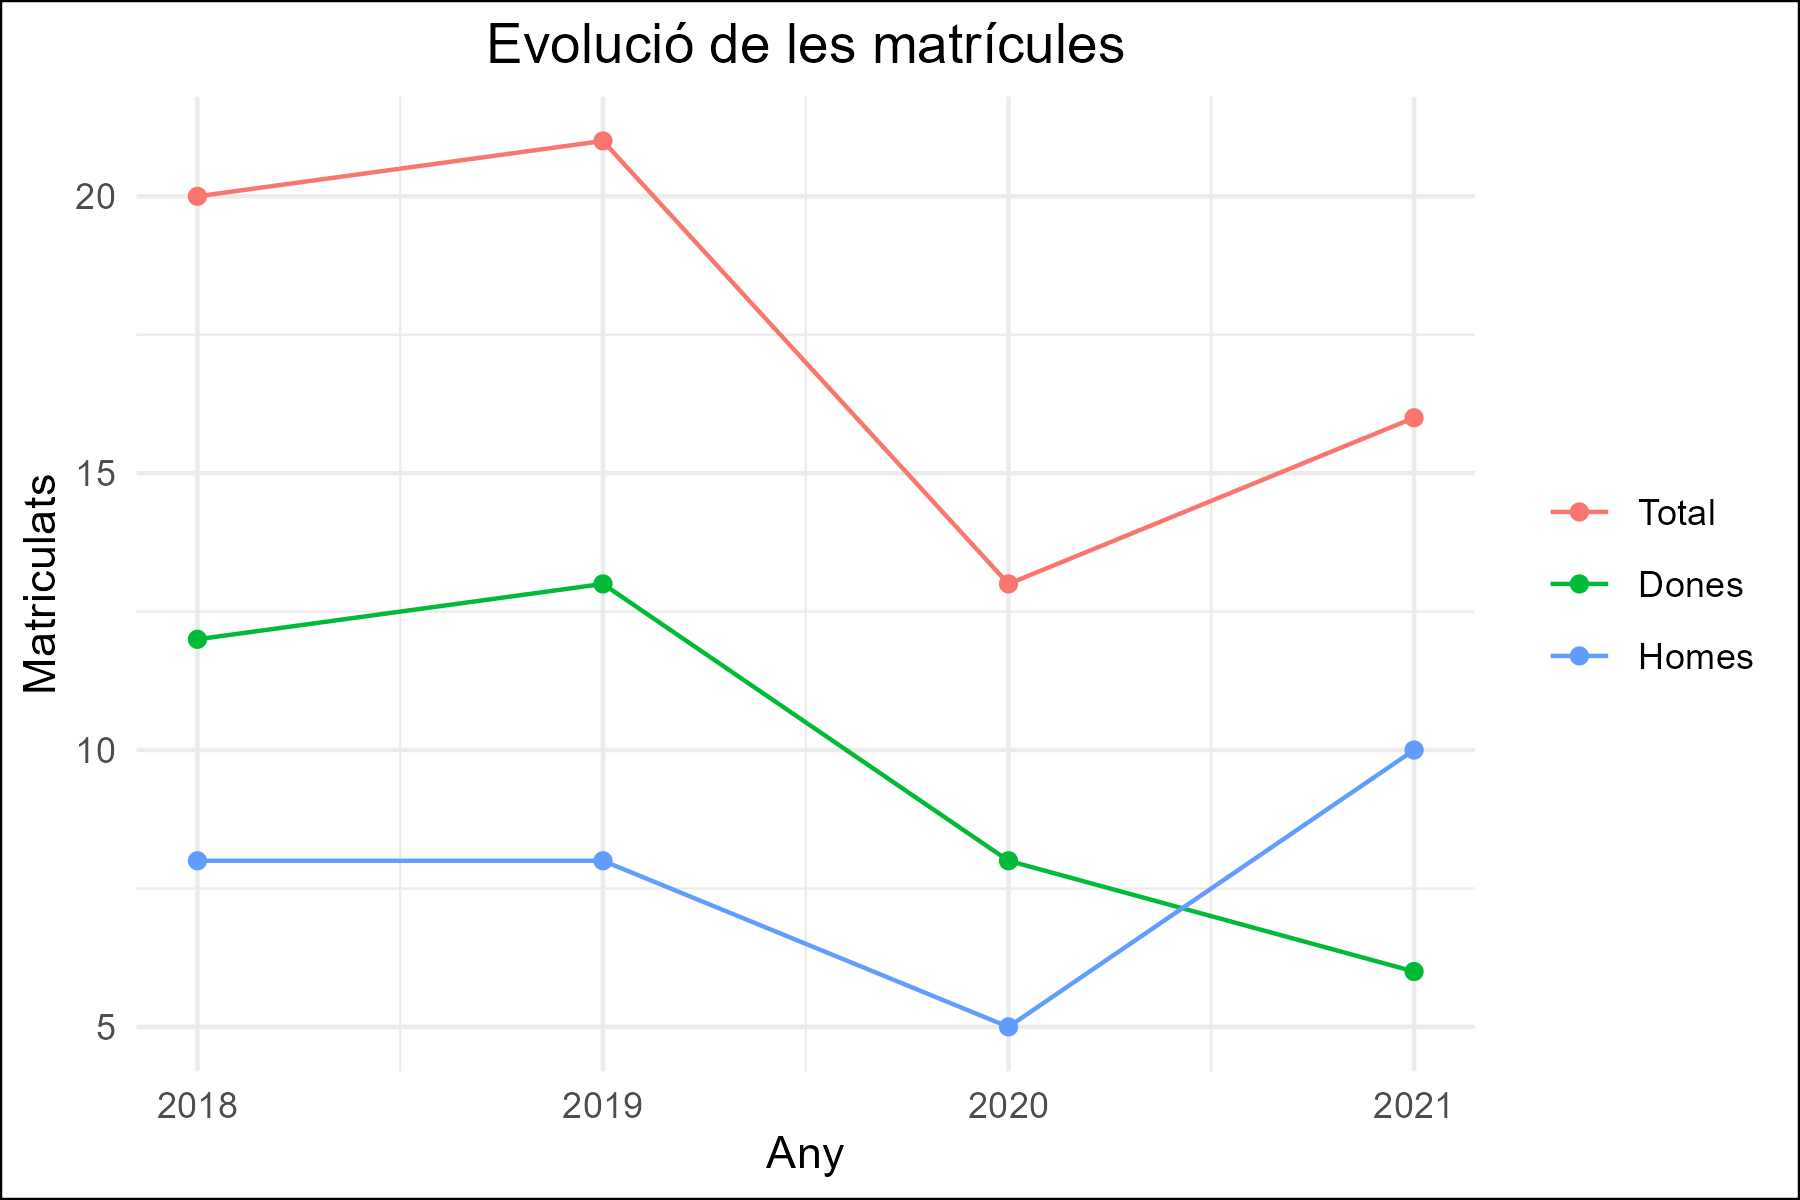 Evolució de les matrícules
Matriculats
20
15
10
5
2018
2019
2020
2021
Any
Total
Dones
Homes